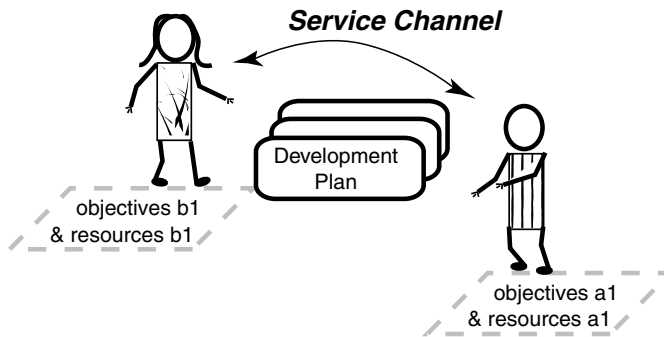 Service Channel
Development
Plan
objectives b1
& resources b1
objectives a1
& resources a1